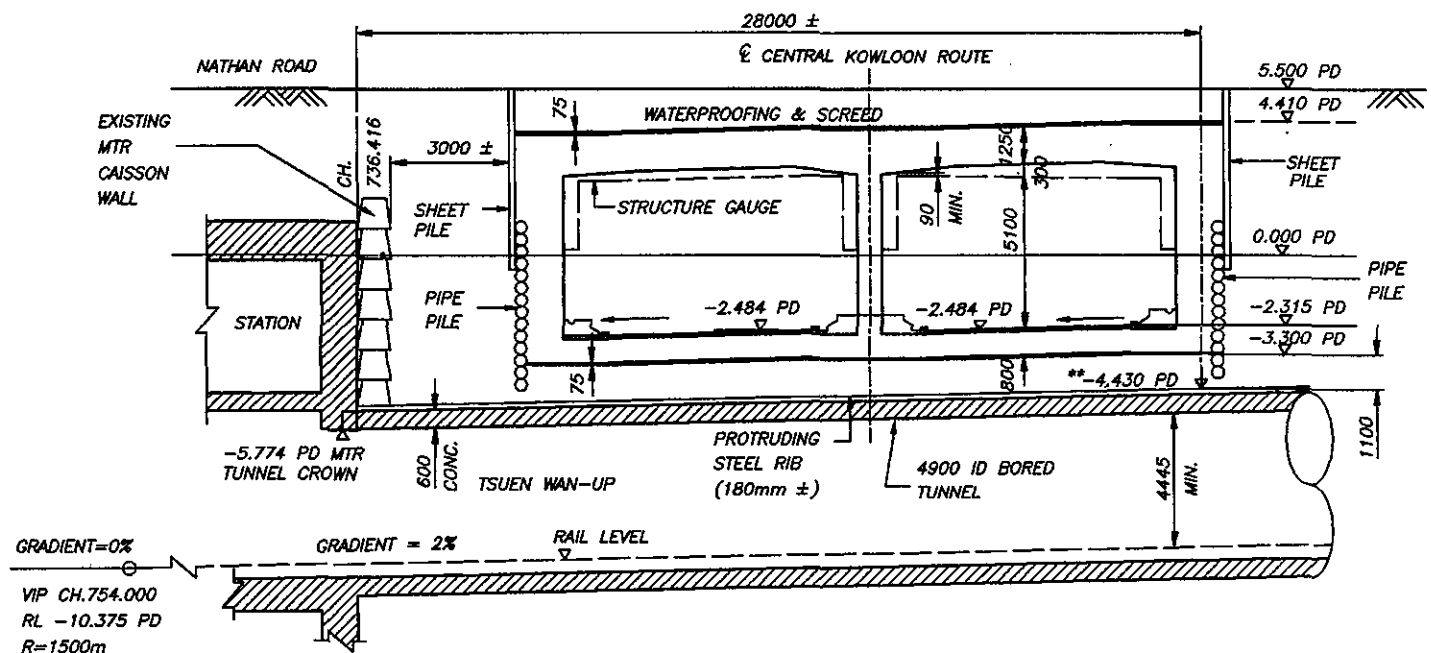 28000 ±
℄ CENTRAL KOWLOON ROUTE
NATHAN ROAD
5.500 PD
4.410 PD
75
WATERPROOFING & SCREED
EXISTING
MTR
CAISSON
WALL
CH.
736.416
3000 ±
1250
300
SHEET
PILE
SHEET
PILE
STRUCTURE GAUGE
90
MIN.
5100
0.000 PD
PIPE
PILE
PIPE
PILE
STATION
-2.484 PD
-2.484 PD
-2.315 PD
-3.300 PD
75
800
**-4.430 PD
1100
-5.774 PD MTR
TUNNEL CROWN
600
CONC.
TSUEN WAN-UP
PROTRUDING
STEEL RIB
(180mm ±)
4900 ID BORED
TUNNEL
4445
MIN.
GRADIENT=0%
GRADIENT = 2%
RAIL LEVEL
VIP CH.754.000
RL -10.375 PD
R=1500m